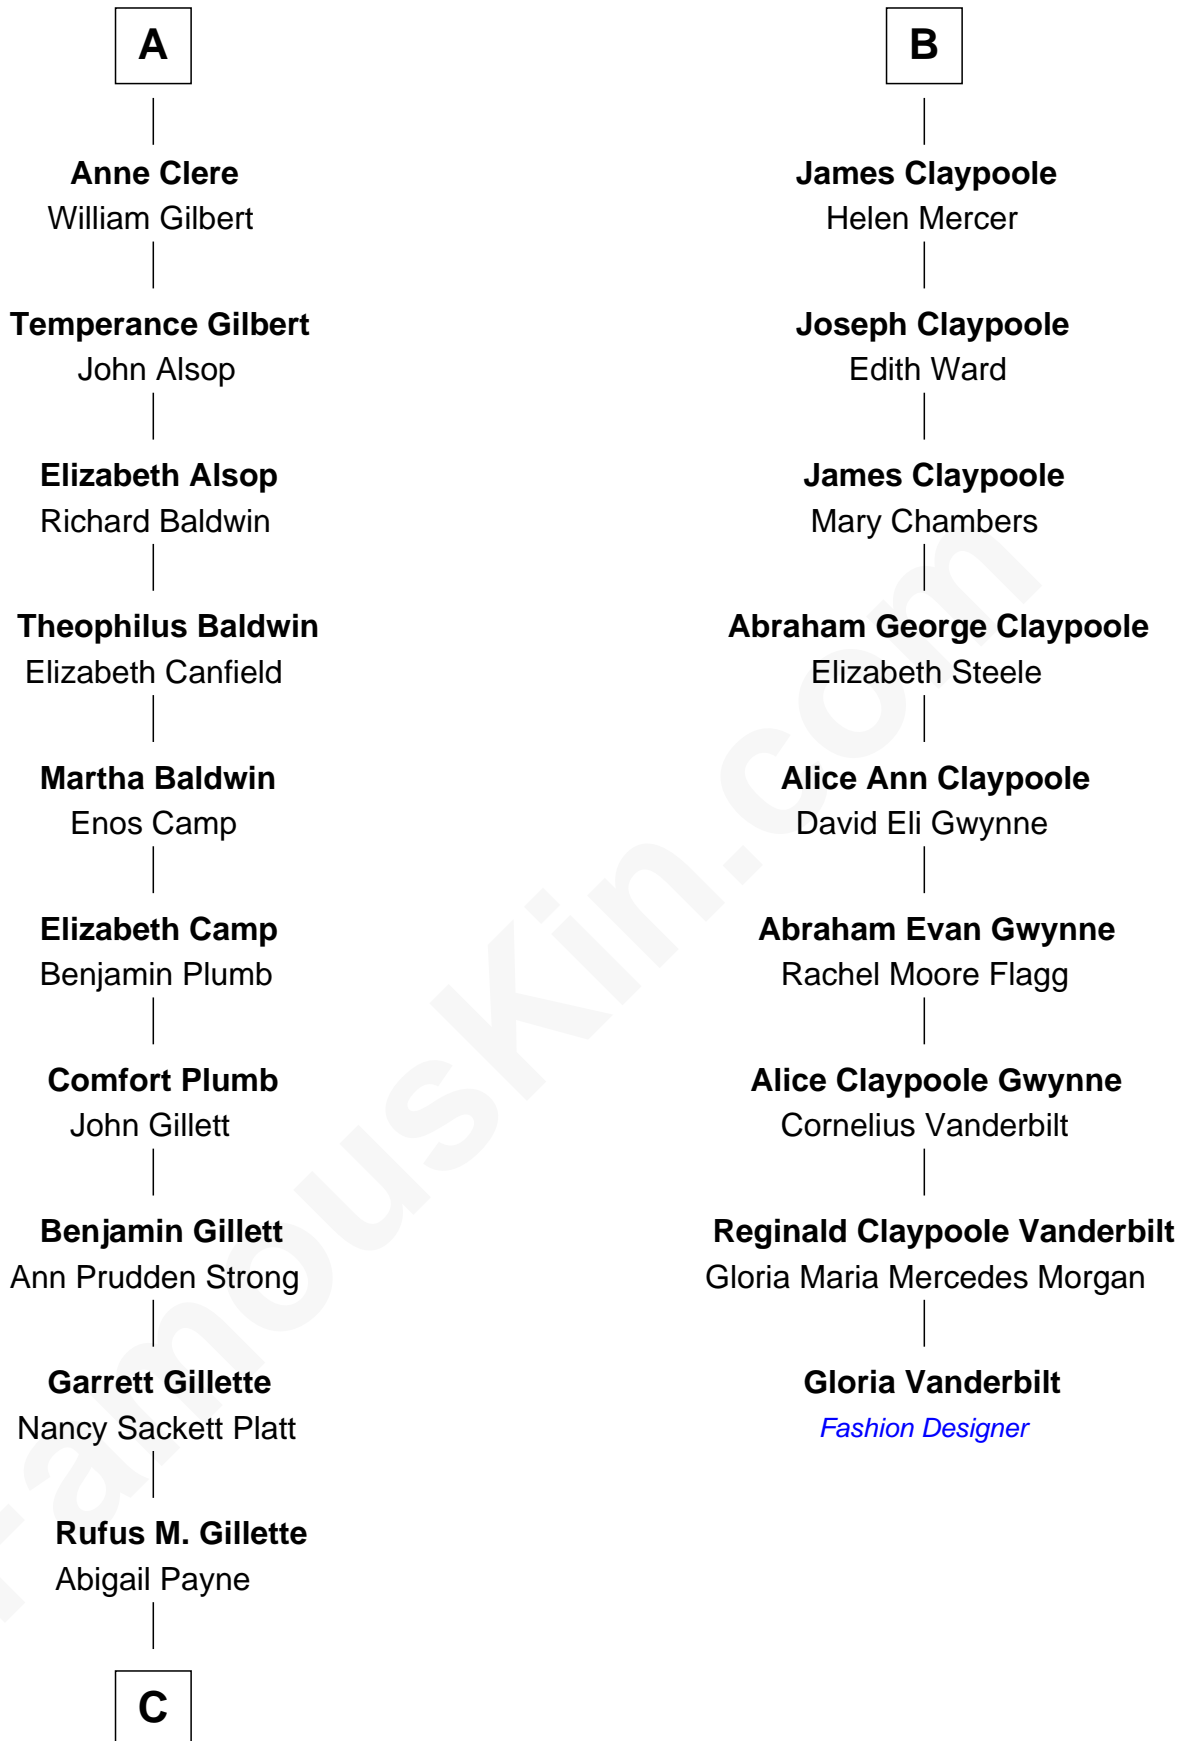 A
Anne Clere
William Gilbert
Temperance Gilbert
John Alsop
Elizabeth Alsop
Richard Baldwin
Theophilus Baldwin
Elizabeth Canfield
Martha Baldwin
Enos Camp
Elizabeth Camp
Benjamin Plumb
Comfort Plumb
John Gillett
Benjamin Gillett
Ann Prudden Strong
Garrett Gillette
Nancy Sackett Platt
Rufus M. Gillette
Abigail Payne
C
B
James Claypoole
Helen Mercer
Joseph Claypoole
Edith Ward
James Claypoole
Mary Chambers
Abraham George Claypoole
Elizabeth Steele
Alice Ann Claypoole
David Eli Gwynne
Abraham Evan Gwynne
Rachel Moore Flagg
Alice Claypoole Gwynne
Cornelius Vanderbilt
Reginald Claypoole Vanderbilt
Gloria Maria Mercedes Morgan
Gloria Vanderbilt
Fashion Designer
FamousKin.com